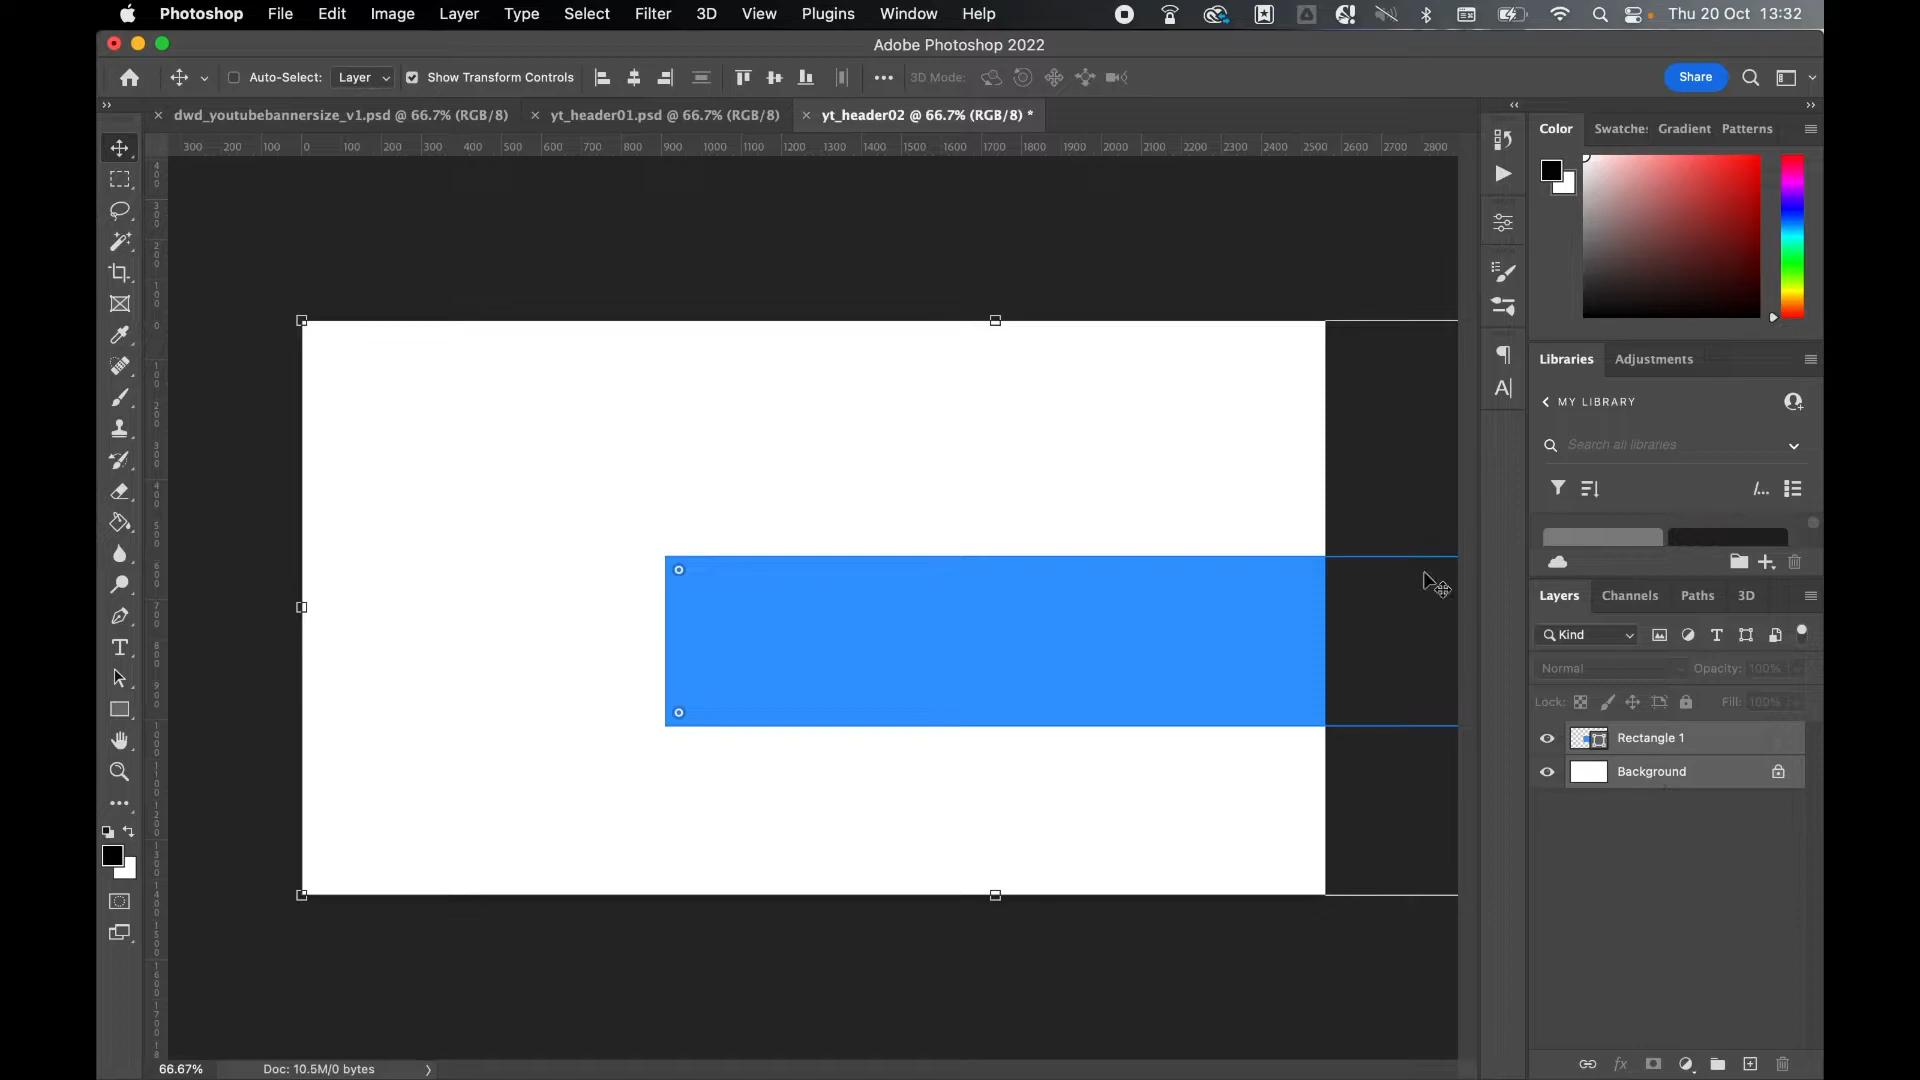 Photoshop File Edit Image Layer Type Select Filter 3D View Plugins Window Help Thu 20 Oct 13:32
Adobe Photoshop 2022
Auto-Select: Layer Show Transform Controls 3D Mode: Share
dwd_youtubebannersize_v1.psd @ 66.7% (RGB/8) yt_header01.psd @ 66.7% (RGB/8) yt_header02 @ 66.7% (RGB/8) *
300 200 100 0 100 200 300 400 500 600 700 800 900 1000 1100 1200 1300 1400 1500 1600 1700 1800 1900 2000 2100 2200 2300 2400 2500 2600 2700 2800
Color Swatche: Gradient Patterns
Libraries Adjustments
MY LIBRARY
Search all libraries
Layers Channels Paths 3D
Kind
Normal Opacity: 100%
Lock: Fill: 100%
Rectangle 1
Background
66.67% Doc: 10.5M/0 bytes